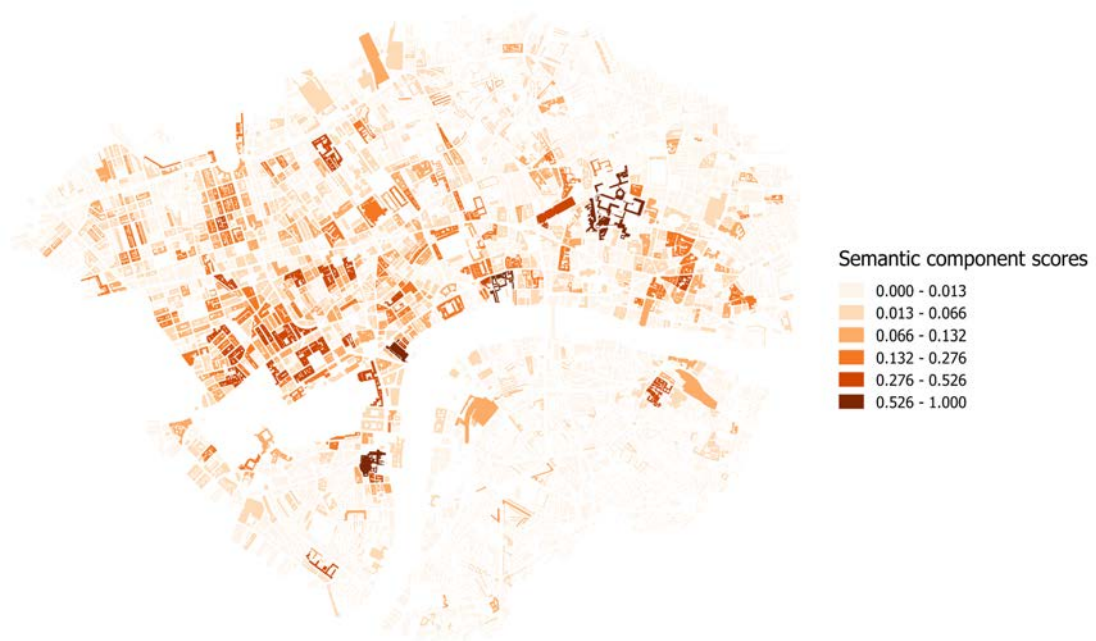 Semantic component scores
0.000 - 0.013
0.013 - 0.066
0.066 - 0.132
0.132 - 0.276
0.276 - 0.526
0.526 - 1.000